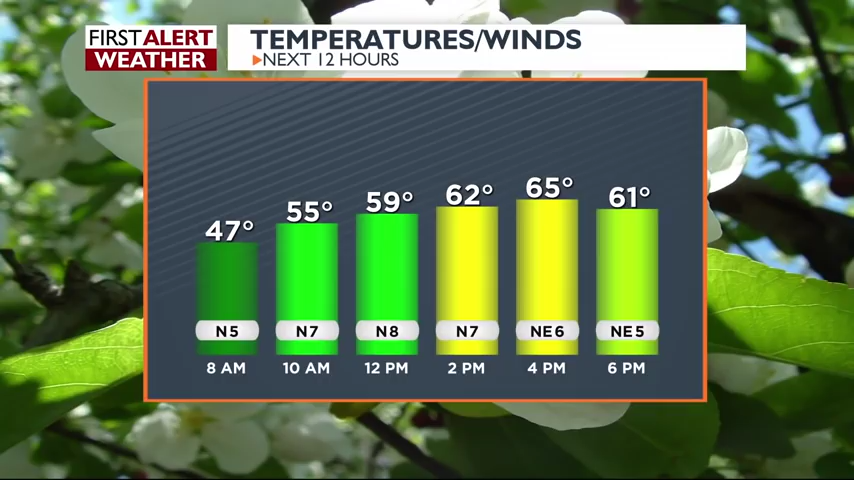 FIRST ALERT
WEATHER
TEMPERATURES/WINDS
NEXT 12 HOURS
47° 55° 59° 62° 65° 61°
N5 N7 N8 N7 NE6 NE5
8 AM 10 AM 12 PM 2 PM 4 PM 6 PM